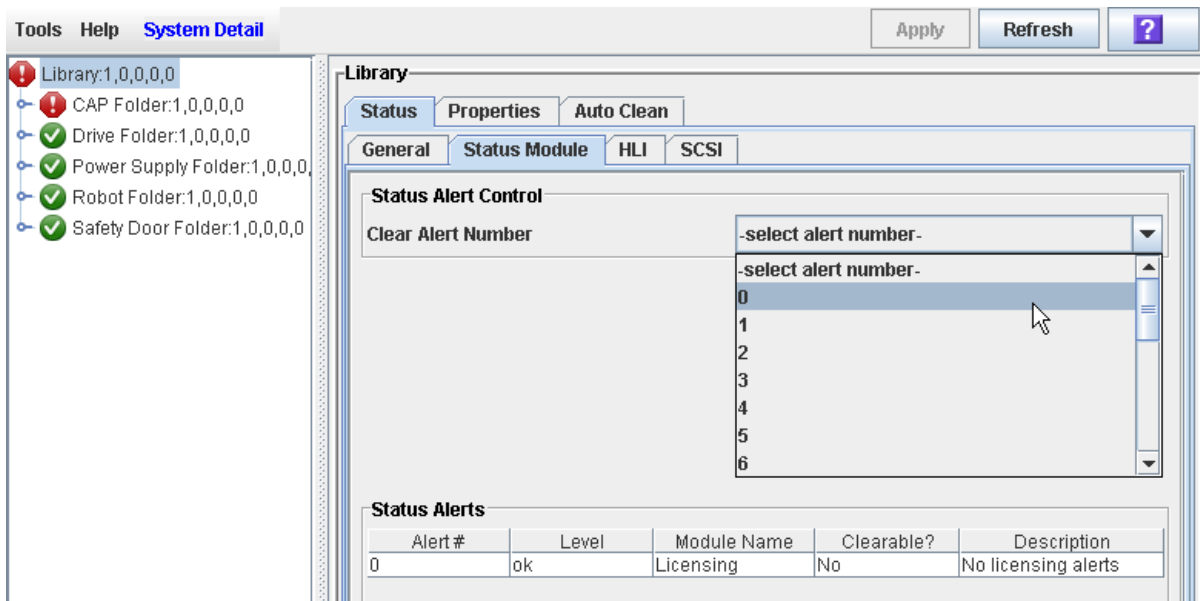 Tools Help System Detail
Apply Refresh ?
Library:1,0,0,0,0
CAP Folder:1,0,0,0,0
Drive Folder:1,0,0,0,0
Power Supply Folder:1,0,0,0,
Robot Folder:1,0,0,0,0
Safety Door Folder:1,0,0,0,0
Library
Status Properties Auto Clean
General Status Module HLI SCSI
Status Alert Control
Clear Alert Number -select alert number-
-select alert number-
0
1
2
3
4
5
6
Status Alerts
Alert # Level Module Name Clearable? Description
0 ok Licensing No No licensing alerts